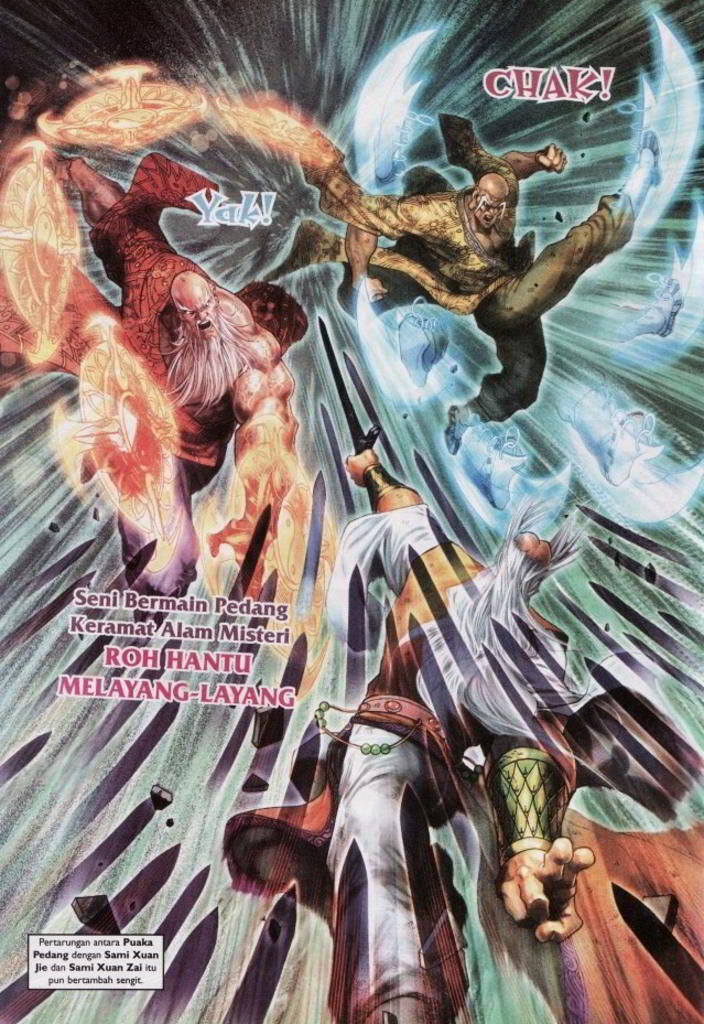 CHAK!
Yak!
Seni Bermain Pedang
Keramat Alam Misteri
ROH HANTU
MELAYANG-LAYANG
Pertarungan antara Puaka
Pedang dengan Sami Xuan
Jie dan Sami Xuan Zai itu
pun bertambah sengit.